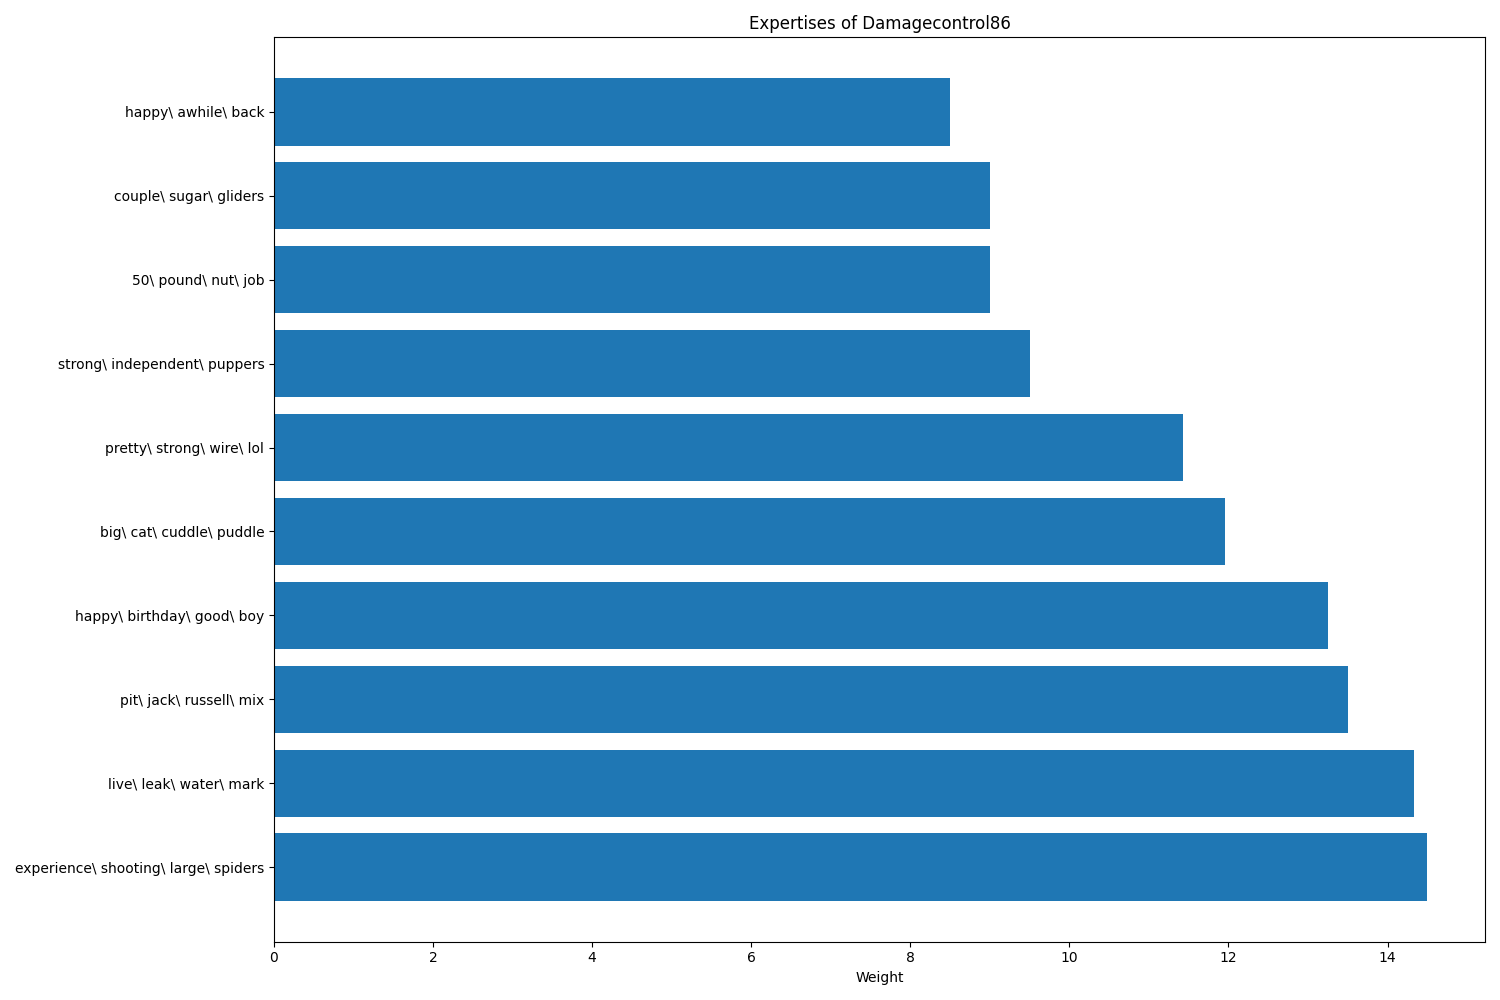 Expertises of Damagecontrol86
happy\ awhile\ back
couple\ sugar\ gliders
50\ pound\ nut\ job
strong\ independent\ puppers
pretty\ strong\ wire\ lol
big\ cat\ cuddle\ puddle
happy\ birthday\ good\ boy
pit\ jack\ russell\ mix
live\ leak\ water\ mark
experience\ shooting\ large\ spiders
0 2 4 6 8 10 12 14
Weight